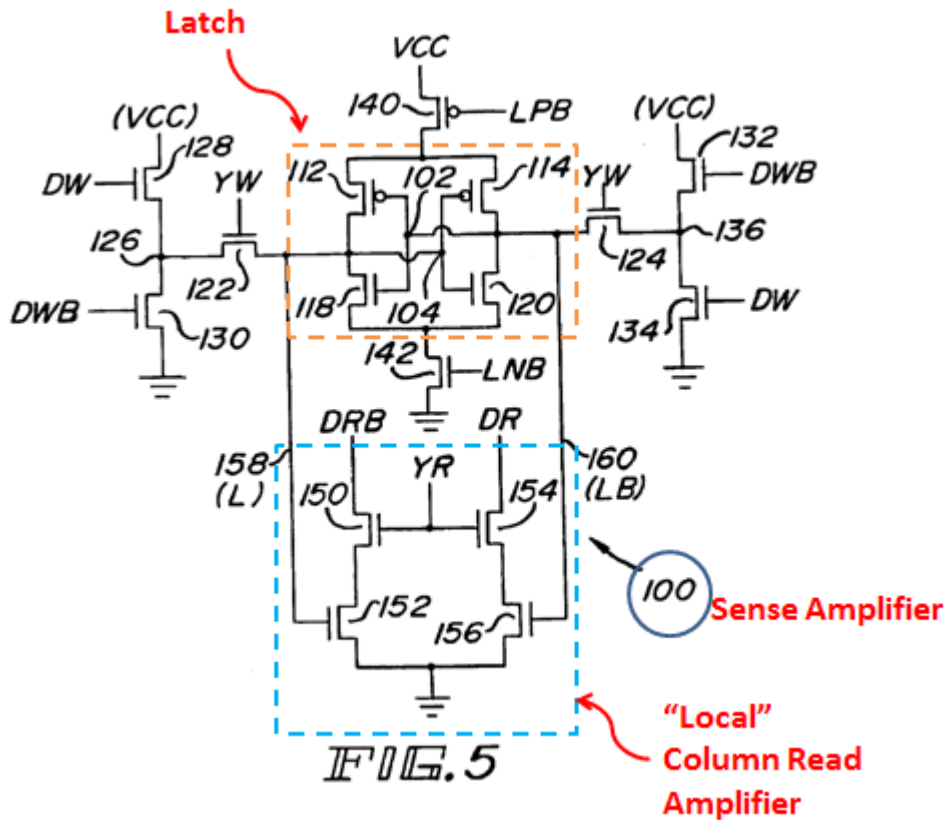 Latch
VCC
140
LPB
(VCC)
128
DW
YW
112
102
114
YW
(VCC)
132
DWB
126
122
124
136
118
104
120
DWB
130
134
DW
142
LNB
DRB
DR
158
(L)
YR
160
(LB)
150
154
152
156
100
Sense Amplifier
"Local"
Column Read
Amplifier
FIG.5